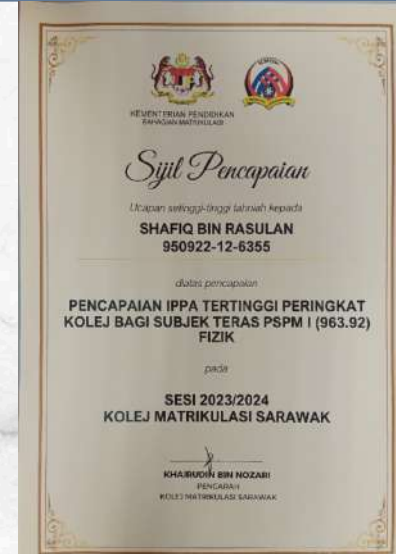 KEMENTERIAN PENDIDIKAN
BAHAGIAN MATRIKULASI
Sijil Pencapaian
Ucapan setinggi-tinggi tahniah kepada
SHAFIQ BIN RASULAN
950922-12-6355
diatas pencapaian
PENCAPAIAN IPPA TERTINGGI PERINGKAT
KOLEJ BAGI SUBJEK TERAS PSPM I (963.92)
FIZIK
pada
SESI 2023/2024
KOLEJ MATRIKULASI SARAWAK
KHAIRUDIN BIN NOZARI
PENGARAH
KOLEJ MATRIKULASI SARAWAK